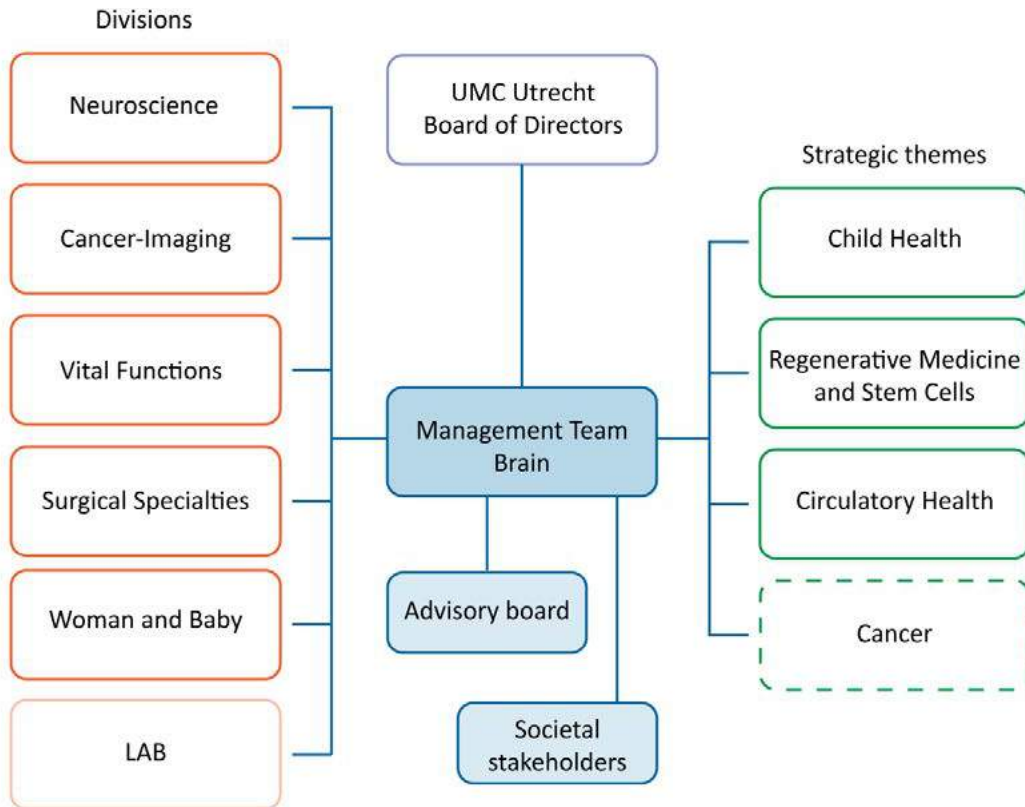 Divisions
Neuroscience
Cancer-Imaging
Vital Functions
Surgical Specialties
Woman and Baby
LAB
UMC Utrecht
Board of Directors
Management Team
Brain
Advisory board
Societal
stakeholders
Strategic themes
Child Health
Regenerative Medicine
and Stem Cells
Circulatory Health
Cancer